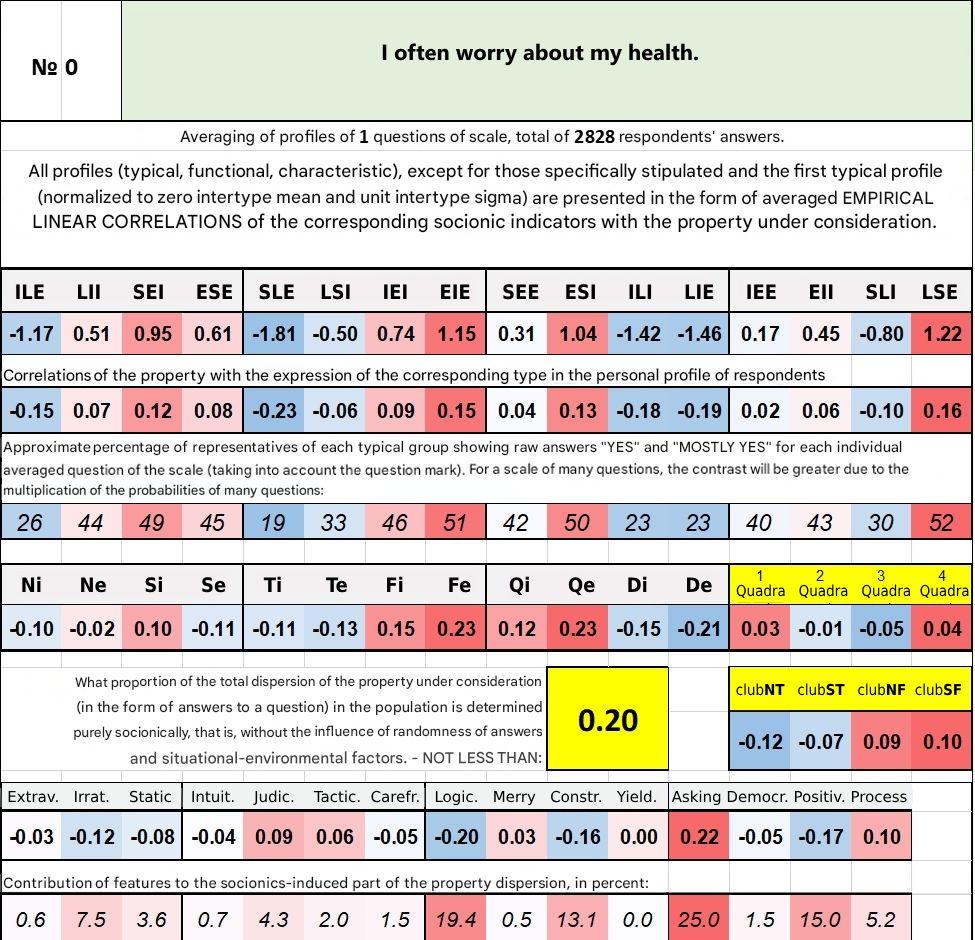 № 0
I often worry about my health.
Averaging of profiles of 1 questions of scale, total of 2828 respondents' answers.
All profiles (typical, functional, characteristic), except for those specifically stipulated and the first typical profile
(normalized to zero intertype mean and unit intertype sigma) are presented in the form of averaged EMPIRICAL
LINEAR CORRELATIONS of the corresponding socionic indicators with the property under consideration.
ILE LII SEI ESE SLE LSI IEI EIE SEE ESI ILI LIE IEE EII SLI LSE
-1.17 0.51 0.95 0.61 -1.81 -0.50 0.74 1.15 0.31 1.04 -1.42 -1.46 0.17 0.45 -0.80 1.22
Correlations of the property with the expression of the corresponding type in the personal profile of respondents
-0.15 0.07 0.12 0.08 -0.23 -0.06 0.09 0.15 0.04 0.13 -0.18 -0.19 0.02 0.06 -0.10 0.16
Approximate percentage of representatives of each typical group showing raw answers "YES" and "MOSTLY YES" for each individual
averaged question of the scale (taking into account the question mark). For a scale of many questions, the contrast will be greater due to the
multiplication of the probabilities of many questions:
26 44 49 45 19 33 46 51 42 50 23 23 40 43 30 52
Ni Ne Si Se Ti Te Fi Fe Qi Qe Di De 1 Quadra 2 Quadra 3 Quadra 4 Quadra
-0.10 -0.02 0.10 -0.11 -0.11 -0.13 0.15 0.23 0.12 0.23 -0.15 -0.21 0.03 -0.01 -0.05 0.04
What proportion of the total dispersion of the property under consideration
(in the form of answers to a question) in the population is determined
purely socionically, that is, without the influence of randomness of answers
and situational-environmental factors. - NOT LESS THAN:
0.20
clubNT clubST clubNF clubSF
-0.12 -0.07 0.09 0.10
Extrav. Irrat. Static Intuit. Judic. Tactic. Carefr. Logic. Merry Constr. Yield. Asking Democr. Positiv. Process
-0.03 -0.12 -0.08 -0.04 0.09 0.06 -0.05 -0.20 0.03 -0.16 0.00 0.22 -0.05 -0.17 0.10
Contribution of features to the socionics-induced part of the property dispersion, in percent:
0.6 7.5 3.6 0.7 4.3 2.0 1.5 19.4 0.5 13.1 0.0 25.0 1.5 15.0 5.2